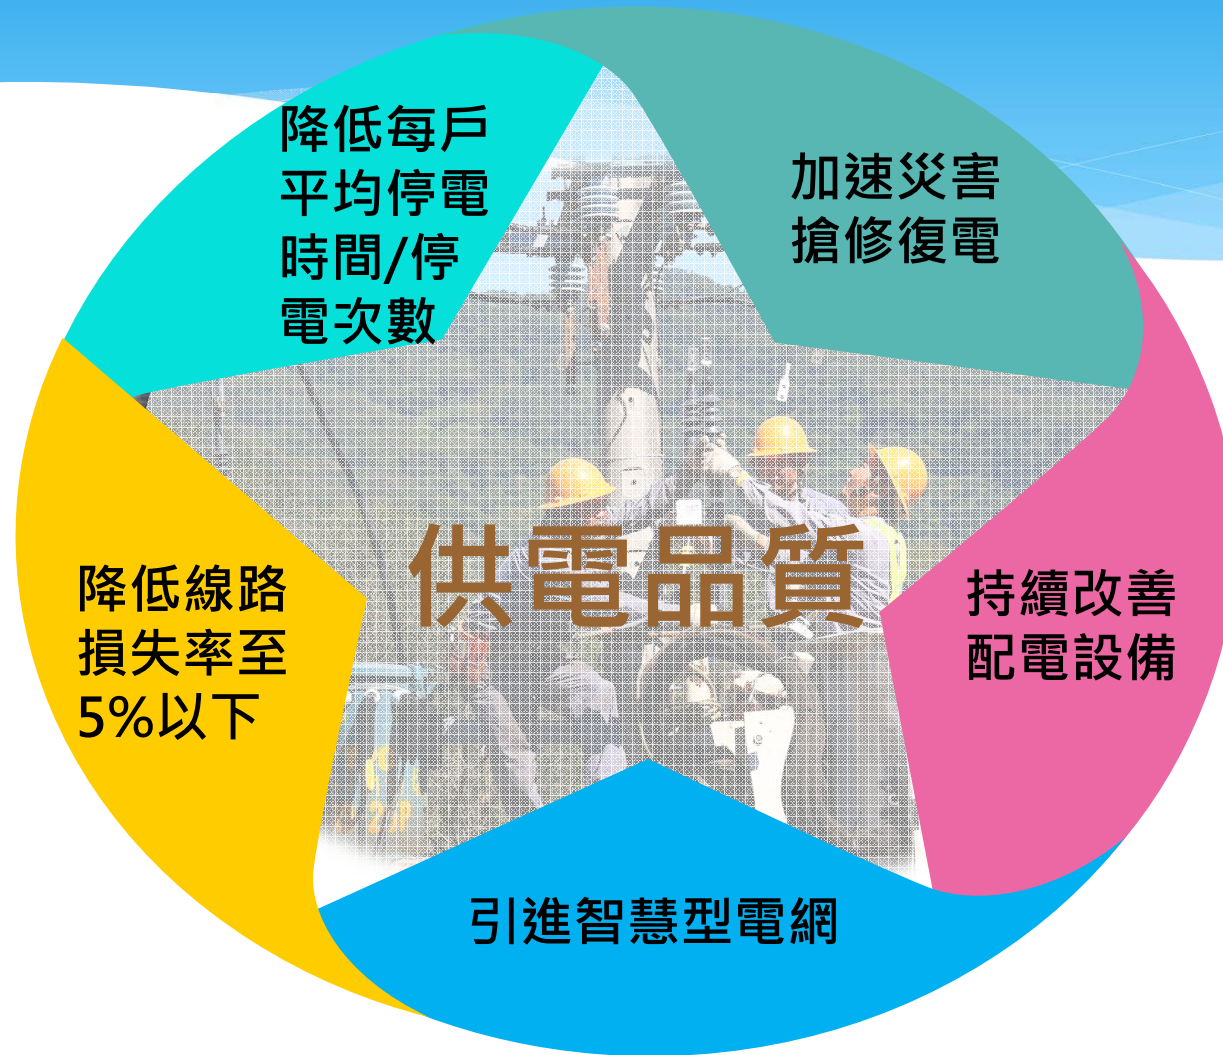 降低每戶
平均停電
時間/停
電次數
加速災害
搶修復電
供電品質
降低線路
損失率至
5%以下
持續改善
配電設備
引進智慧型電網